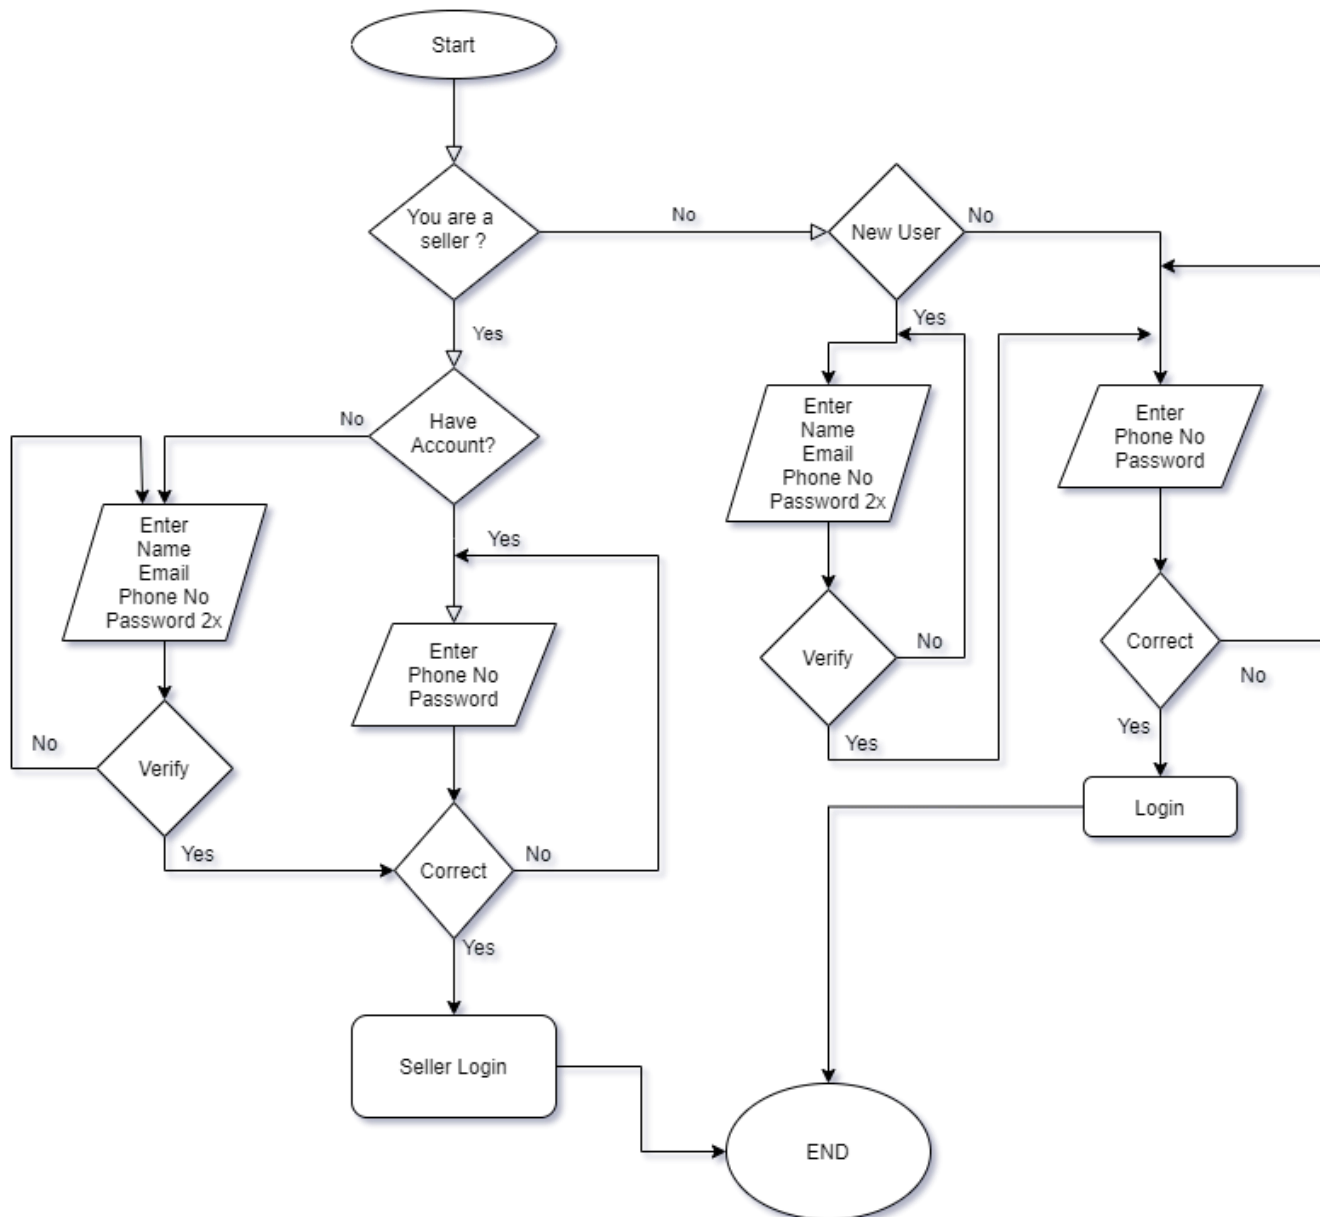 Start
You are a
seller ?
No
New User
No
Yes
Yes
Have
Account?
No
Enter
Name
Email
Phone No
Password 2x
Enter
Phone No
Password
Enter
Name
Email
Phone No
Password 2x
Yes
Enter
Phone No
Password
Verify
No
Correct
No
Verify
No
Yes
Yes
Login
Yes
Correct
No
Yes
Seller Login
END